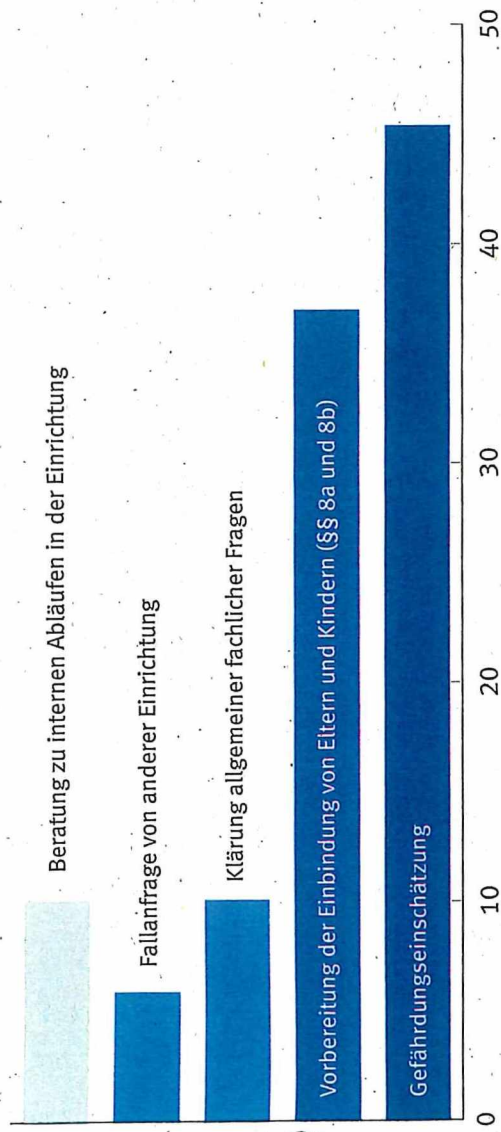 Beratung zu internen Abläufen in der Einrichtung
Fallanfrage von anderer Einrichtung
Klärung allgemeiner fachlicher Fragen
Vorbereitung der Einbindung von Eltern und Kindern (§§ 8a und 8b)
Gefährdungseinschätzung
0 10 20 30 40 50